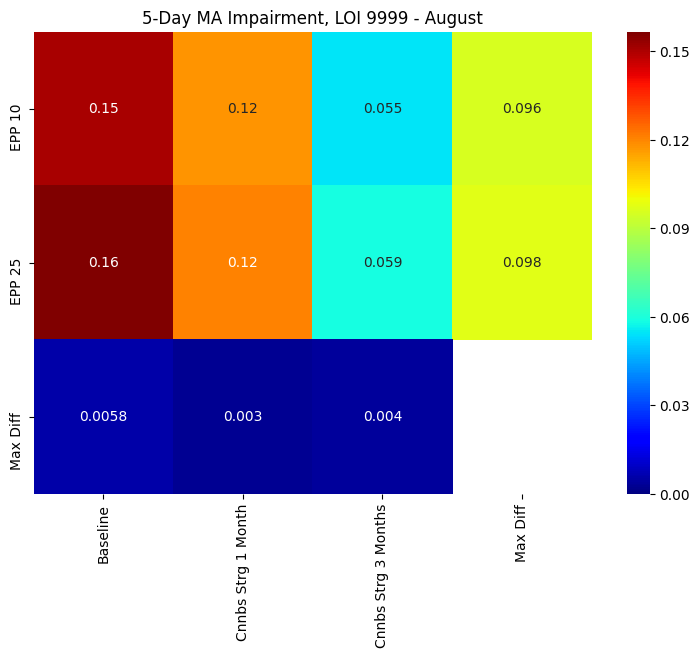 5-Day MA Impairment, LOI 9999 - August
EPP 10
0.15 0.12 0.055 0.096
EPP 25
0.16 0.12 0.059 0.098
Max Diff
0.0058 0.003 0.004
Baseline
Cnnbs Strg 1 Month
Cnnbs Strg 3 Months
Max Diff
0.15
0.12
0.09
0.06
0.03
0.00